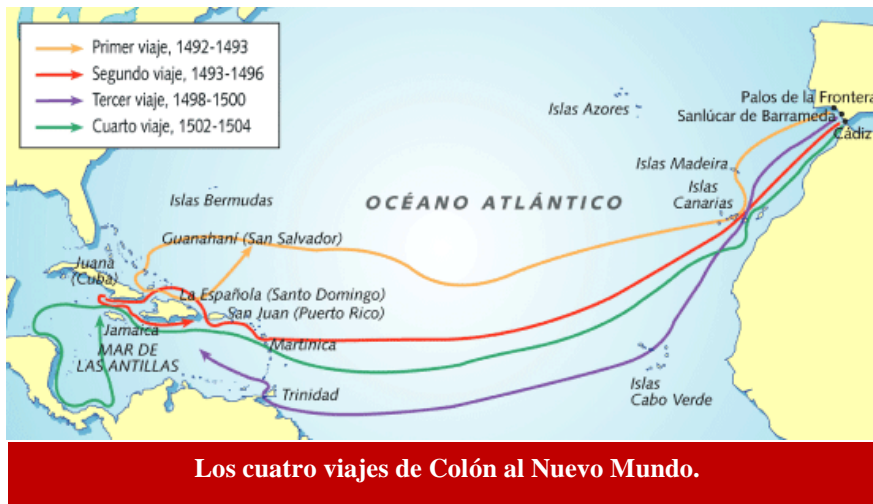 Primer viaje, 1492-1493
Segundo viaje, 1493-1496
Tercer viaje, 1498-1500
Cuarto viaje, 1502-1504
Islas Azores
Palos de la Frontera
Sanlúcar de Barrameda
Cádiz
Islas Madeira
Islas
Canarias
Islas Bermudas
OCÉANO ATLÁNTICO
Guanahaní (San Salvador)
Juana
(Cuba)
La Española (Santo Domingo)
San Juan (Puerto Rico)
Jamaica
MAR DE
LAS ANTILLAS
Martinica
Trinidad
Islas
Cabo Verde
Los cuatro viajes de Colón al Nuevo Mundo.